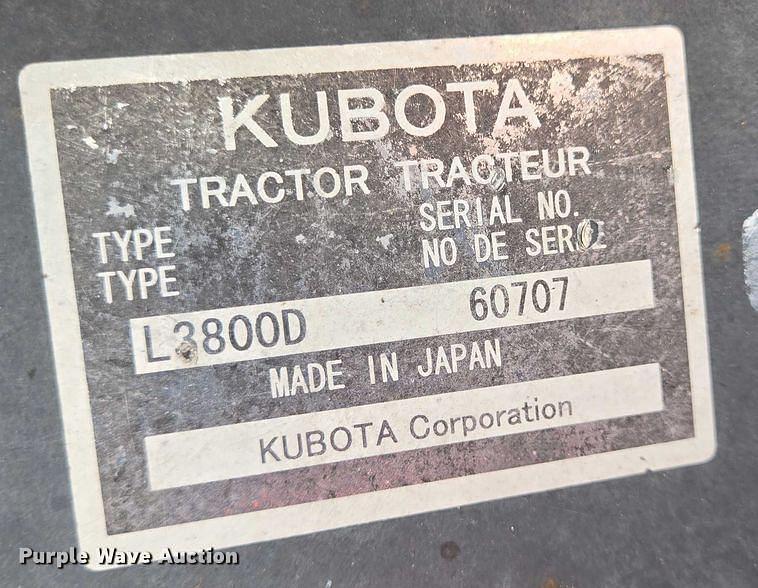 KUBOTA
TRACTOR TRACTEUR
TYPE SERIAL NO.
TYPE NO DE SERIE
L3800D 60707
MADE IN JAPAN
KUBOTA Corporation
Purple Wave Auction